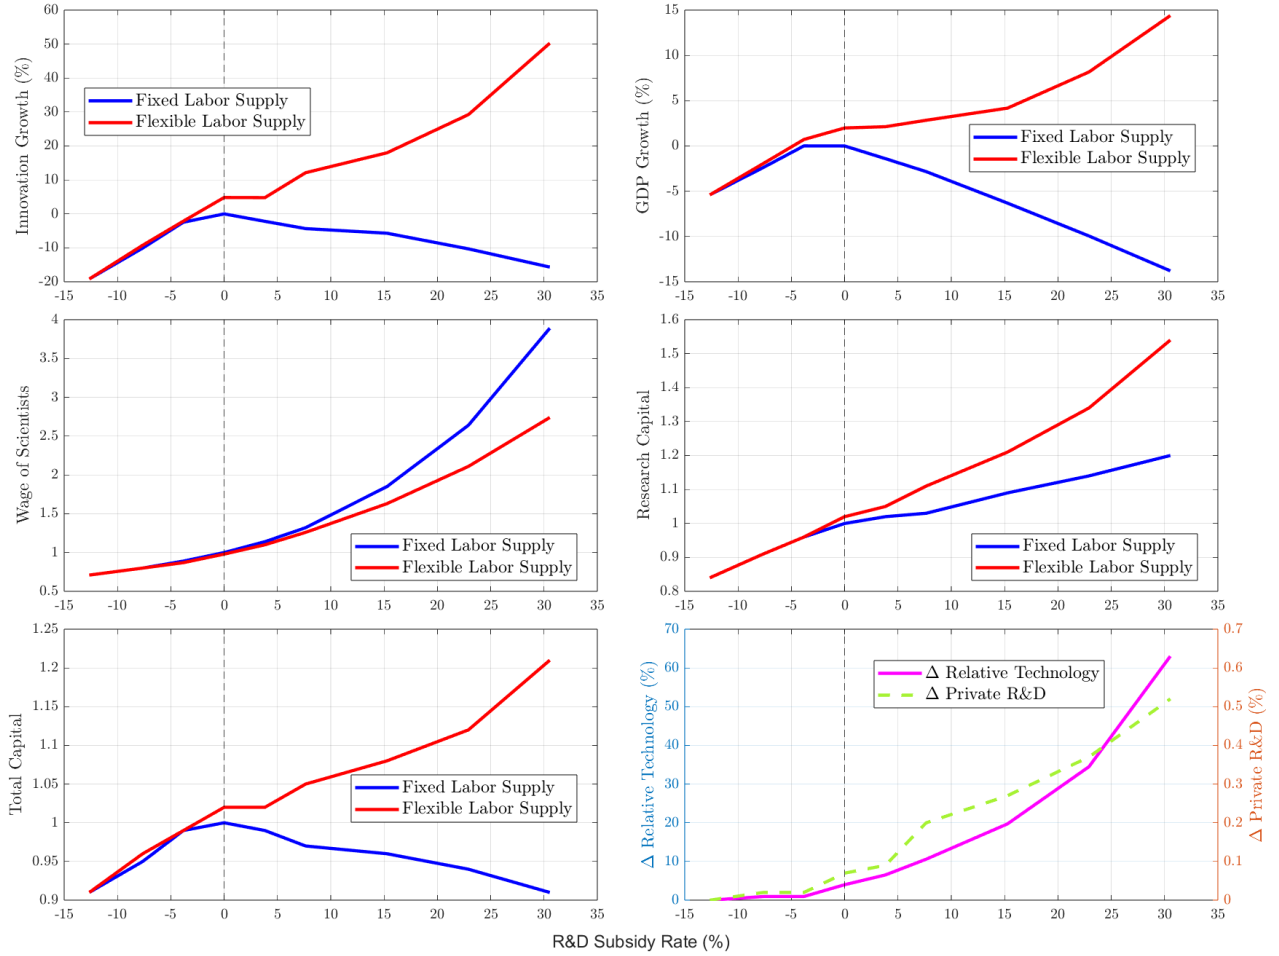 Innovation Growth (%)
60
50
40
30
20
10
0
-10
-20
Fixed Labor Supply
Flexible Labor Supply
-15 -10 -5 0 5 10 15 20 25 30 35
GDP Growth (%)
15
10
5
0
-5
-10
-15
Fixed Labor Supply
Flexible Labor Supply
-15 -10 -5 0 5 10 15 20 25 30 35
Wage of Scientists
4
3.5
3
2.5
2
1.5
1
0.5
Fixed Labor Supply
Flexible Labor Supply
-15 -10 -5 0 5 10 15 20 25 30 35
Research Capital
1.6
1.5
1.4
1.3
1.2
1.1
1
0.9
0.8
Fixed Labor Supply
Flexible Labor Supply
-15 -10 -5 0 5 10 15 20 25 30 35
Total Capital
1.25
1.2
1.15
1.1
1.05
1
0.95
0.9
Fixed Labor Supply
Flexible Labor Supply
-15 -10 -5 0 5 10 15 20 25 30 35
Δ Relative Technology (%)
70
60
50
40
30
20
10
0
Δ Relative Technology
Δ Private R&D
0.7
0.6
0.5
0.4
0.3
0.2
0.1
0
Δ Private R&D (%)
-15 -10 -5 0 5 10 15 20 25 30 35
R&D Subsidy Rate (%)